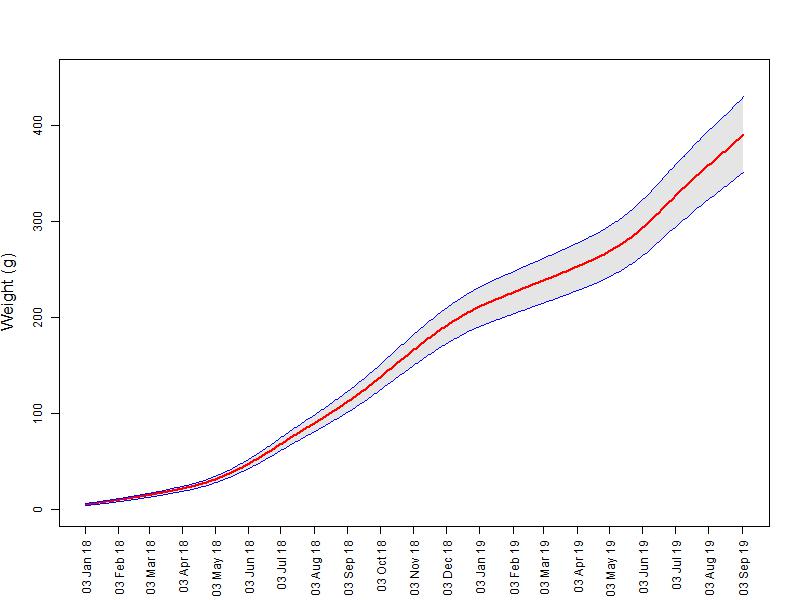 Weight (g)
400
300
200
100
0
03 Jan 18
03 Feb 18
03 Mar 18
03 Apr 18
03 May 18
03 Jun 18
03 Jul 18
03 Aug 18
03 Sep 18
03 Oct 18
03 Nov 18
03 Dec 18
03 Jan 19
03 Feb 19
03 Mar 19
03 Apr 19
03 May 19
03 Jun 19
03 Jul 19
03 Aug 19
03 Sep 19